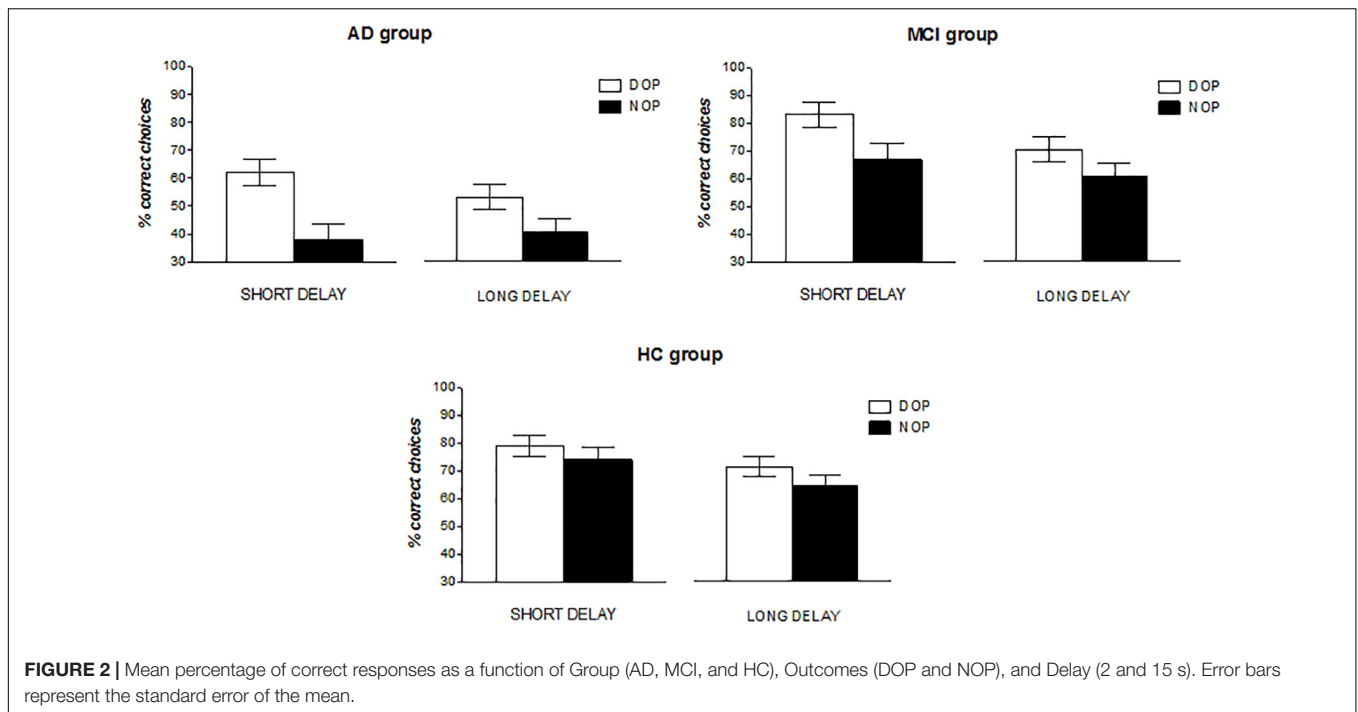 AD group
100
90
80
70
60
50
40
30
% correct choices
DOP
NOP
SHORT DELAY
LONG DELAY
MCI group
100
90
80
70
60
50
40
30
% correct choices
DOP
NOP
SHORT DELAY
LONG DELAY
HC group
100
90
80
70
60
50
40
30
% correct choices
DOP
NOP
SHORT DELAY
LONG DELAY
FIGURE 2 | Mean percentage of correct responses as a function of Group (AD, MCI, and HC), Outcomes (DOP and NOP), and Delay (2 and 15 s). Error bars
represent the standard error of the mean.